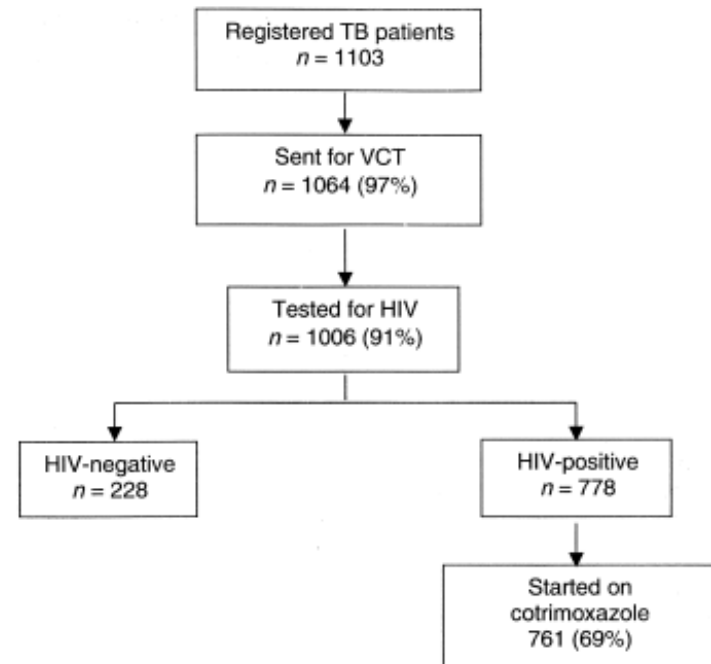 Registered TB patients
n = 1103
Sent for VCT
n = 1064 (97%)
Tested for HIV
n = 1006 (91%)
HIV-negative
n = 228
HIV-positive
n = 778
Started on
cotrimoxazole
761 (69%)